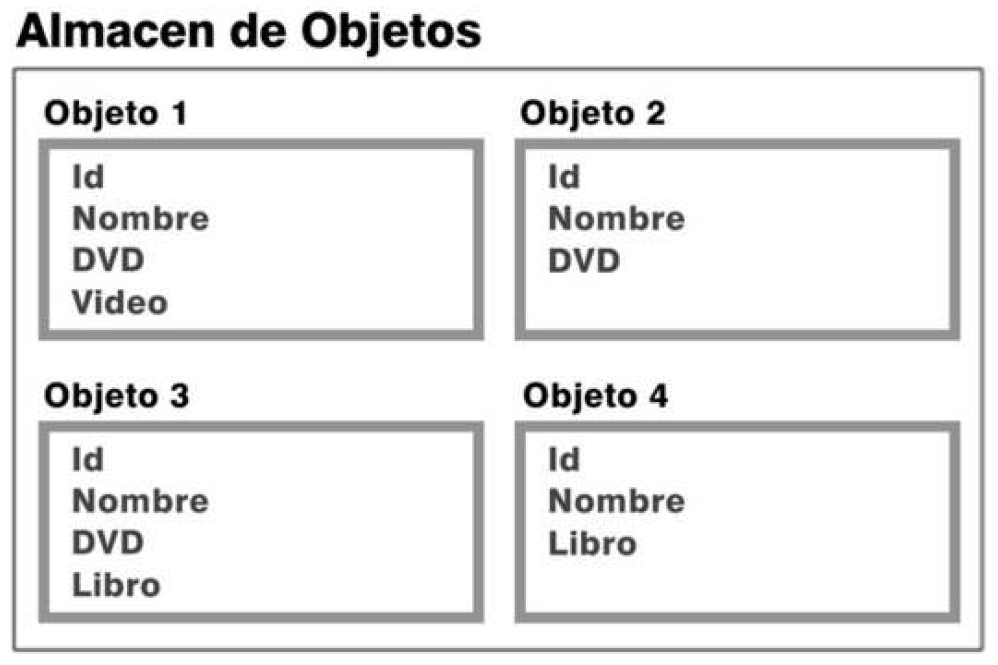 Almacen de Objetos
Objeto 1
Id
Nombre
DVD
Video
Objeto 2
Id
Nombre
DVD
Objeto 3
Id
Nombre
DVD
Libro
Objeto 4
Id
Nombre
Libro